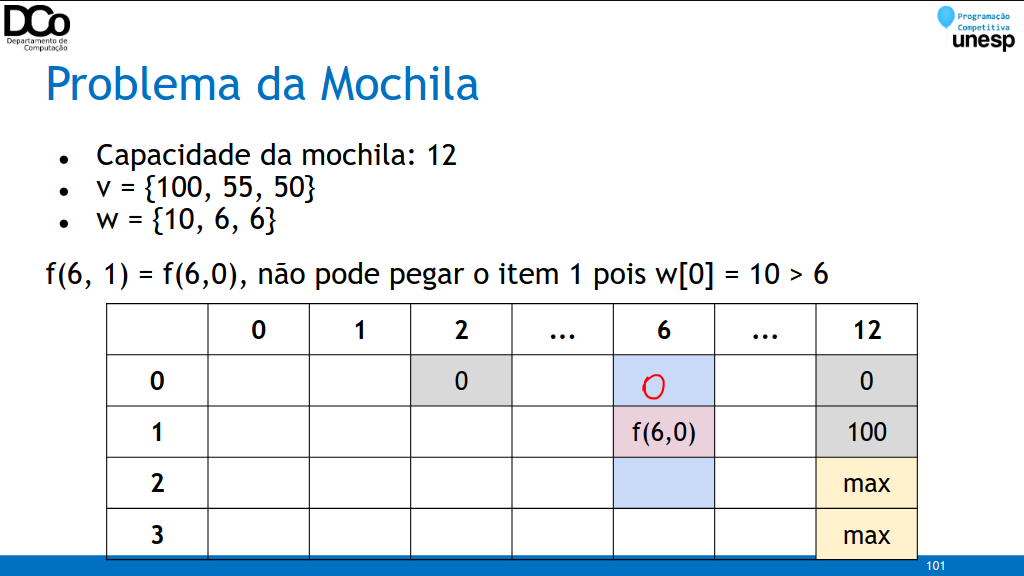 DCo
Departamento de
Computação
Programação
Competitiva
unesp
Problema da Mochila
● Capacidade da mochila: 12
● v = {100, 55, 50}
● w = {10, 6, 6}
f(6, 1) = f(6,0), não pode pegar o item 1 pois w[0] = 10 > 6
0 1 2 ... 6 ... 12
0 0 0 0
1 f(6,0) 100
2 max
3 max
101